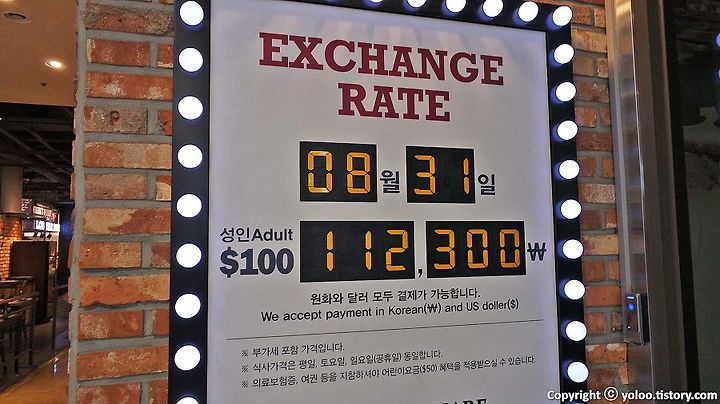 EXCHANGE
RATE
08월 31일
성인Adult
$100 112,300₩
원화와 달러 모두 결제가 가능합니다.
We accept payment in Korean(₩) and US doller($)
※ 부가세 포함 가격입니다.
※ 식사가격은 평일, 토요일, 일요일(공휴일) 동일합니다.
※ 의료보험증, 여권 등을 지참하셔야 어린이요금($50) 혜택을 적용받으실 수 있습니다.
Copyright ⓒ yoloo.tistory.com